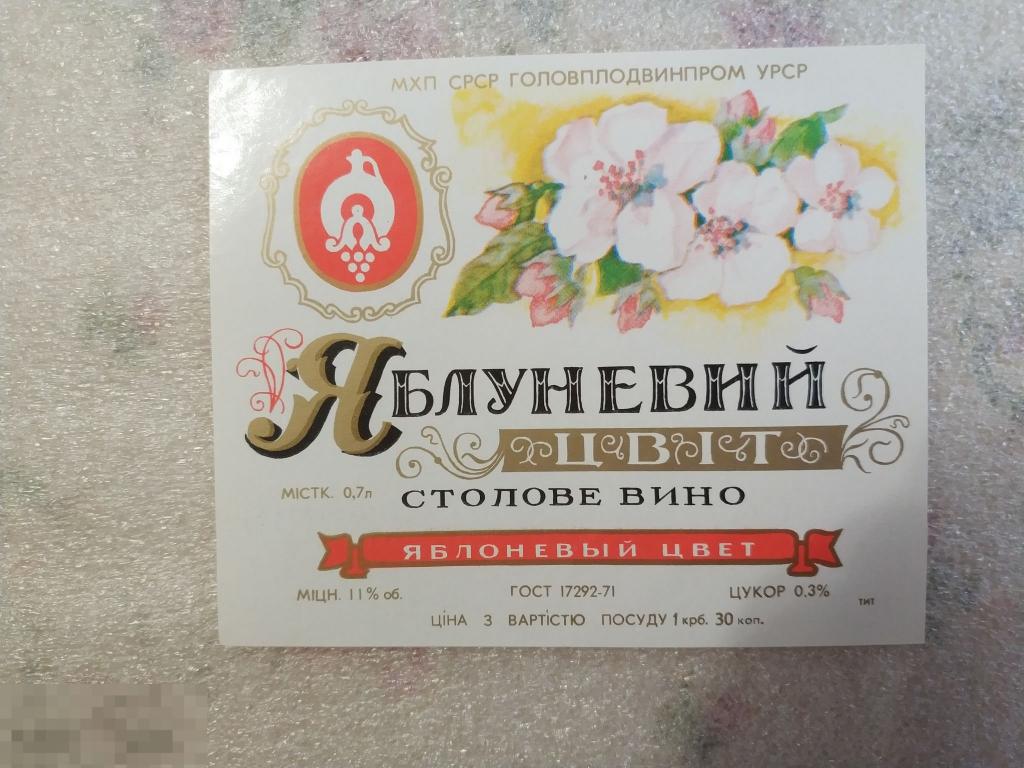 МХП СРСР ГОЛОВПЛОДВИНПРОМ УРСР
ЯБЛУНЕВИЙ
ЦВІТ
МІСТК. 0,7л СТОЛОВЕ ВИНО
ЯБЛОНЕВЫЙ ЦВЕТ
МІЦН. 11% об. ГОСТ 17292-71 ЦУКОР 0,3%
ТИТ
ЦІНА З ВАРТІСТЮ ПОСУДУ 1 крб. 30 коп.